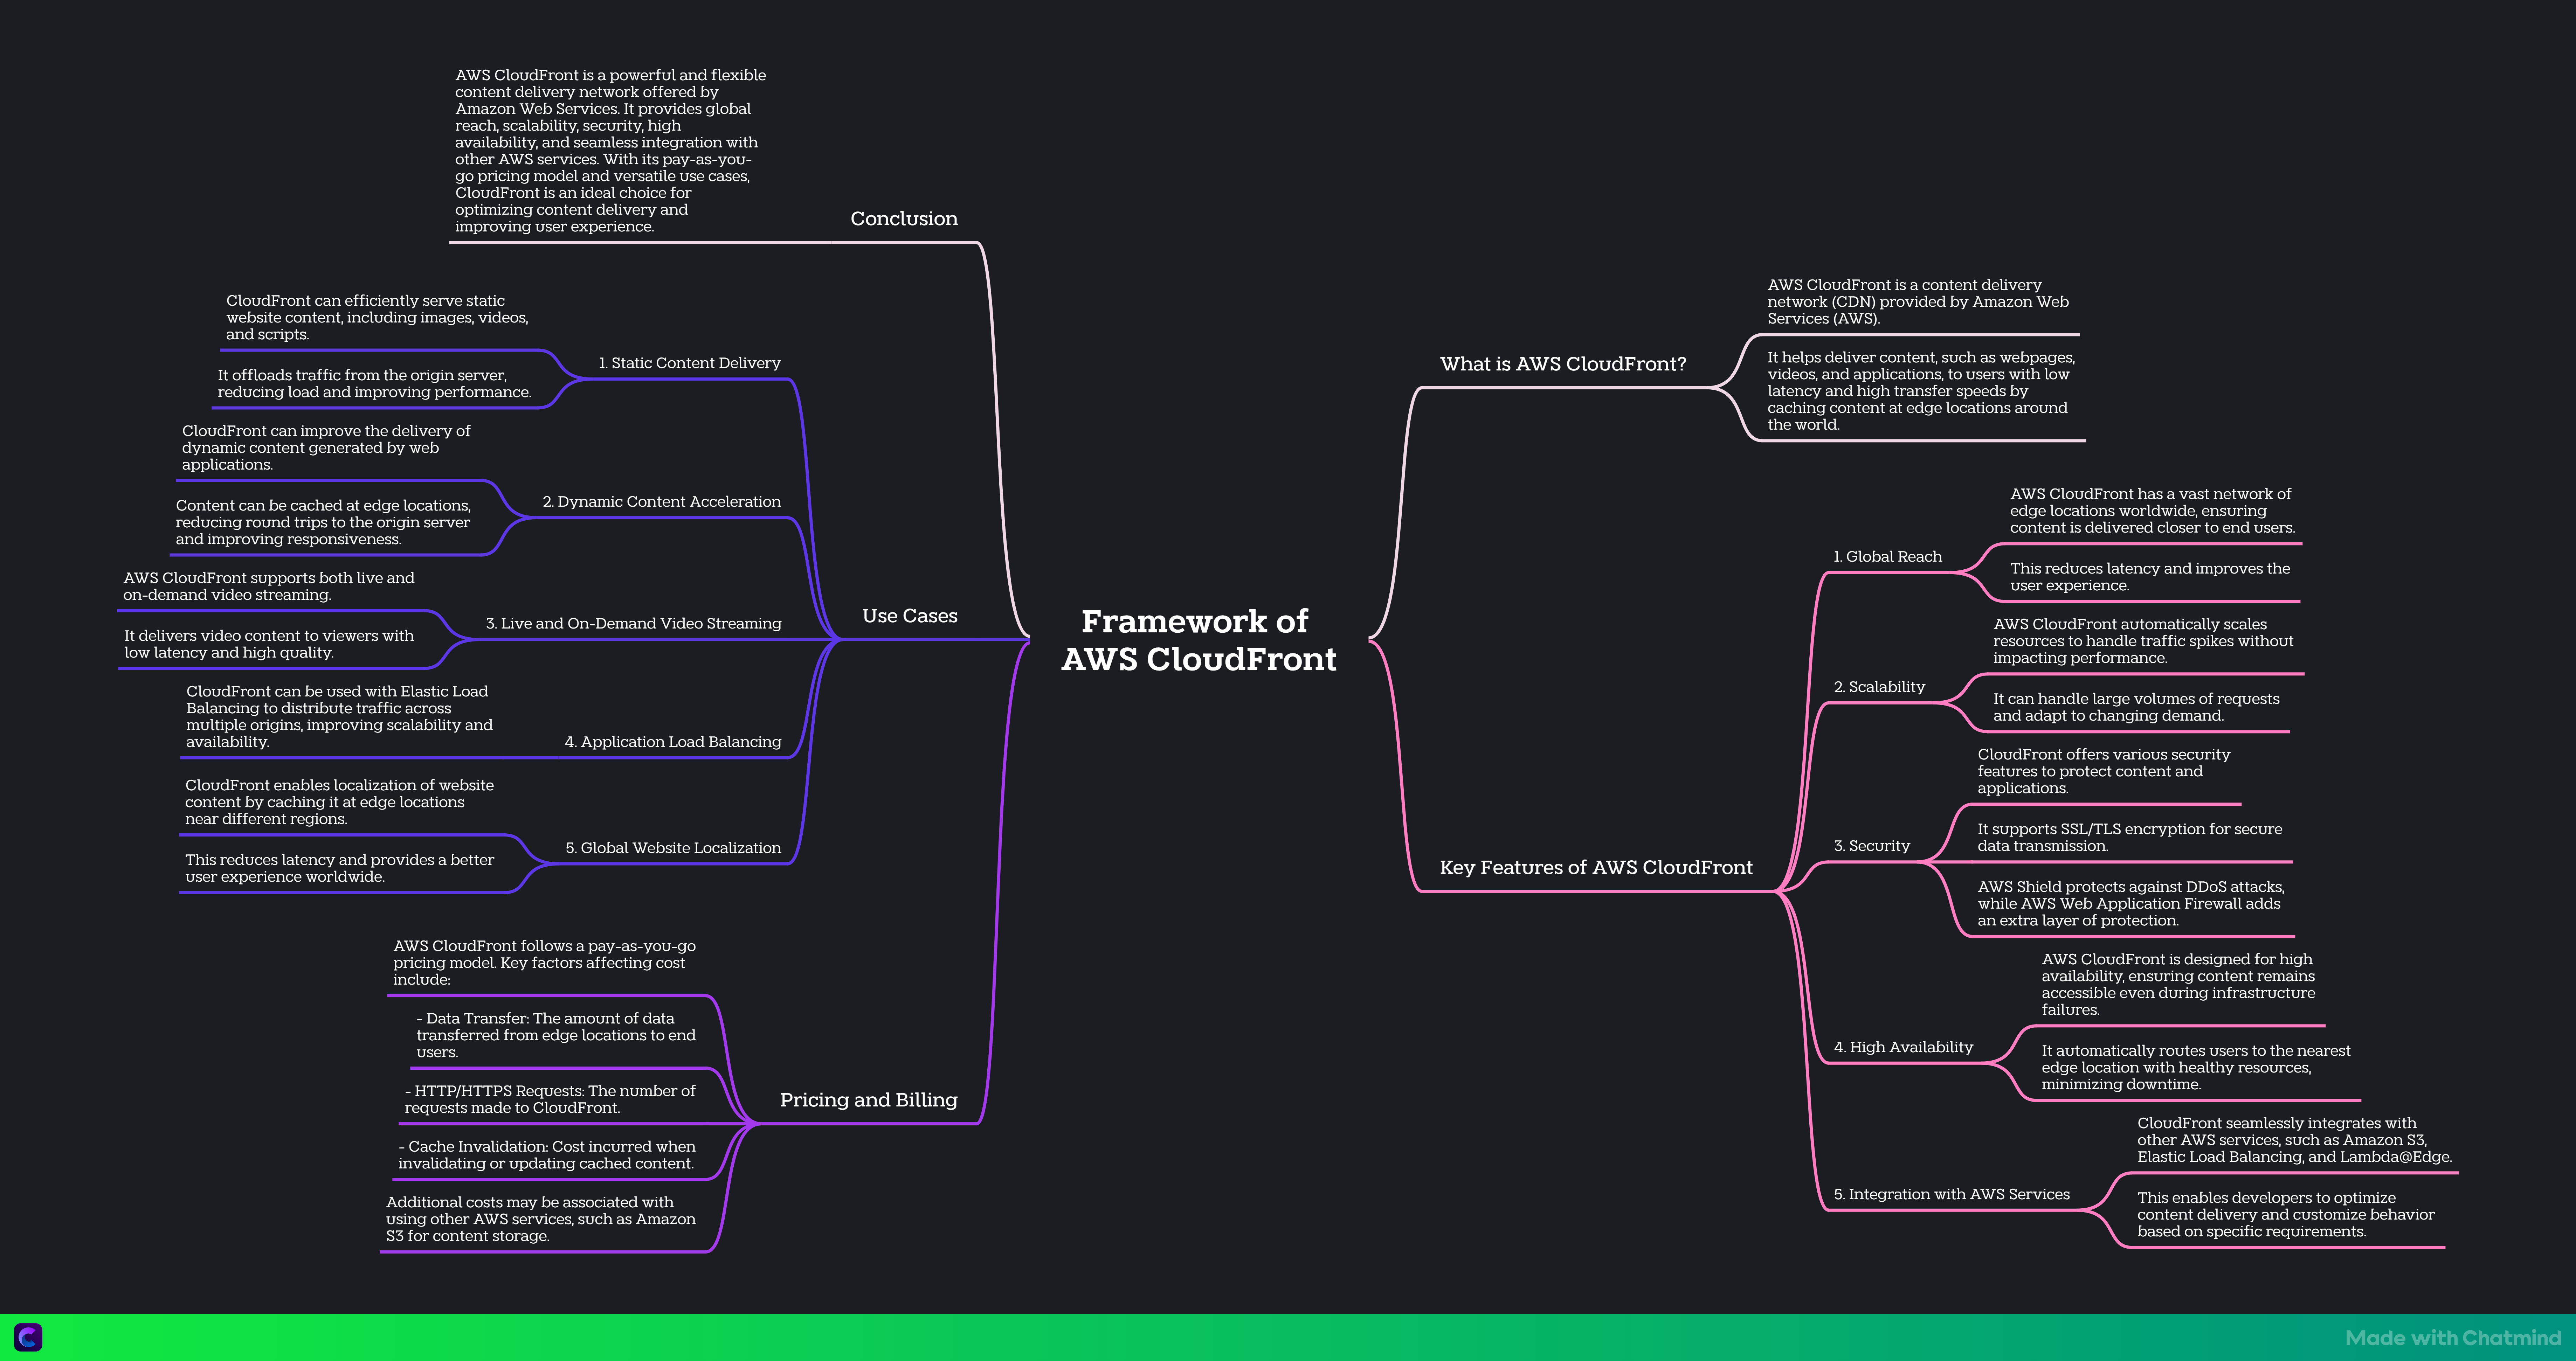 Framework of
AWS CloudFront
What is AWS CloudFront?
AWS CloudFront is a content delivery
network (CDN) provided by Amazon Web
Services (AWS).
It helps deliver content, such as webpages,
videos, and applications, to users with low
latency and high transfer speeds by
caching content at edge locations around
the world.
Key Features of AWS CloudFront
1. Global Reach
AWS CloudFront has a vast network of
edge locations worldwide, ensuring
content is delivered closer to end users.
This reduces latency and improves the
user experience.
2. Scalability
AWS CloudFront automatically scales
resources to handle traffic spikes without
impacting performance.
It can handle large volumes of requests
and adapt to changing demand.
3. Security
CloudFront offers various security
features to protect content and
applications.
It supports SSL/TLS encryption for secure
data transmission.
AWS Shield protects against DDoS attacks,
while AWS Web Application Firewall adds
an extra layer of protection.
4. High Availability
AWS CloudFront is designed for high
availability, ensuring content remains
accessible even during infrastructure
failures.
It automatically routes users to the nearest
edge location with healthy resources,
minimizing downtime.
5. Integration with AWS Services
CloudFront seamlessly integrates with
other AWS services, such as Amazon S3,
Elastic Load Balancing, and Lambda@Edge.
This enables developers to optimize
content delivery and customize behavior
based on specific requirements.
Conclusion
AWS CloudFront is a powerful and flexible
content delivery network offered by
Amazon Web Services. It provides global
reach, scalability, security, high
availability, and seamless integration with
other AWS services. With its pay-as-you-
go pricing model and versatile use cases,
CloudFront is an ideal choice for
optimizing content delivery and
improving user experience.
Use Cases
1. Static Content Delivery
CloudFront can efficiently serve static
website content, including images, videos,
and scripts.
It offloads traffic from the origin server,
reducing load and improving performance.
2. Dynamic Content Acceleration
CloudFront can improve the delivery of
dynamic content generated by web
applications.
Content can be cached at edge locations,
reducing round trips to the origin server
and improving responsiveness.
3. Live and On-Demand Video Streaming
AWS CloudFront supports both live and
on-demand video streaming.
It delivers video content to viewers with
low latency and high quality.
4. Application Load Balancing
CloudFront can be used with Elastic Load
Balancing to distribute traffic across
multiple origins, improving scalability and
availability.
5. Global Website Localization
CloudFront enables localization of website
content by caching it at edge locations
near different regions.
This reduces latency and provides a better
user experience worldwide.
Pricing and Billing
AWS CloudFront follows a pay-as-you-go
pricing model. Key factors affecting cost
include:
- Data Transfer: The amount of data
transferred from edge locations to end
users.
- HTTP/HTTPS Requests: The number of
requests made to CloudFront.
- Cache Invalidation: Cost incurred when
invalidating or updating cached content.
Additional costs may be associated with
using other AWS services, such as Amazon
S3 for content storage.
Made with Chatmind